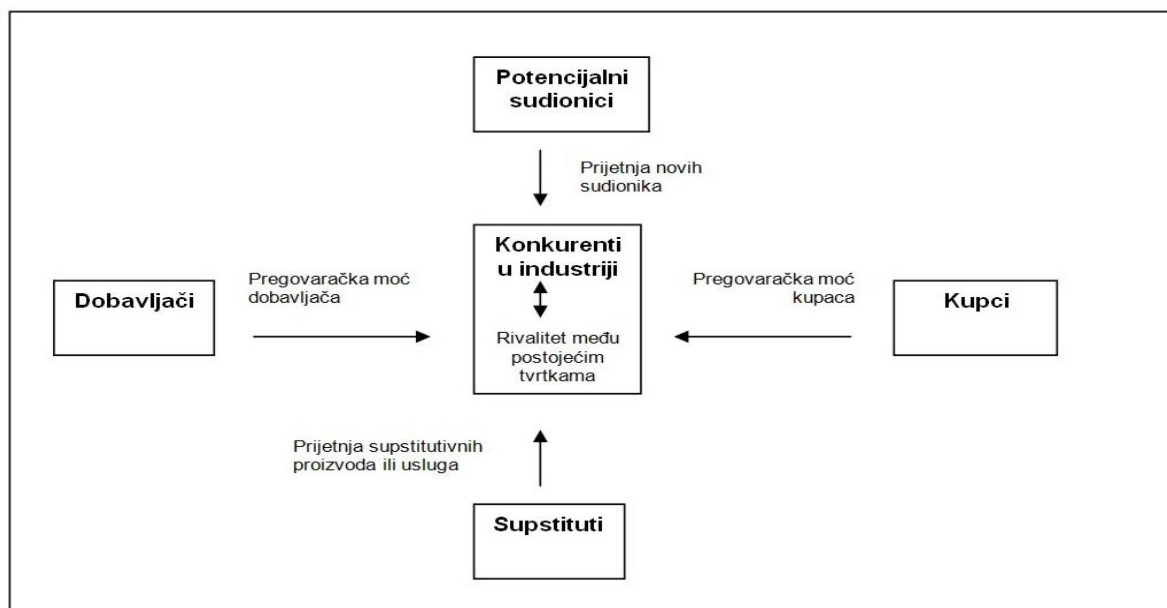 Potencijalni
sudionici
Prijetnja novih
sudionika
Konkurenti
u industriji
Rivalitet među
postojećim
tvrtkama
Dobavljači
Pregovaračka moć
dobavljača
Pregovaračka moć
kupaca
Kupci
Prijetnja supstitutivnih
proizvoda ili usluga
Supstituti